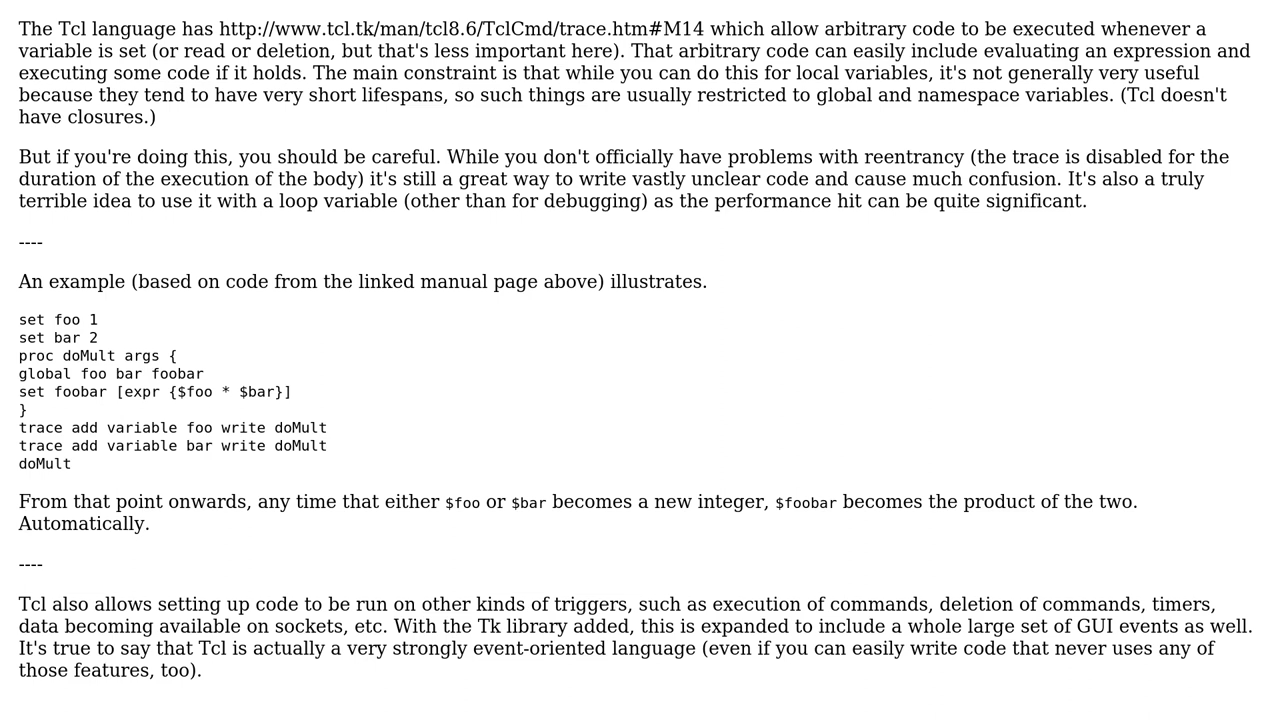 The Tcl language has http://www.tcl.tk/man/tcl8.6/TclCmd/trace.htm#M14 which allow arbitrary code to be executed whenever a
variable is set (or read or deletion, but that's less important here). That arbitrary code can easily include evaluating an expression and
executing some code if it holds. The main constraint is that while you can do this for local variables, it's not generally very useful
because they tend to have very short lifespans, so such things are usually restricted to global and namespace variables. (Tcl doesn't
have closures.)
But if you're doing this, you should be careful. While you don't officially have problems with reentrancy (the trace is disabled for the
duration of the execution of the body) it's still a great way to write vastly unclear code and cause much confusion. It's also a truly
terrible idea to use it with a loop variable (other than for debugging) as the performance hit can be quite significant.
----
An example (based on code from the linked manual page above) illustrates.
set foo 1
set bar 2
proc doMult args {
global foo bar foobar
set foobar [expr {$foo * $bar}]
}
trace add variable foo write doMult
trace add variable bar write doMult
doMult
From that point onwards, any time that either $foo or $bar becomes a new integer, $foobar becomes the product of the two.
Automatically.
----
Tcl also allows setting up code to be run on other kinds of triggers, such as execution of commands, deletion of commands, timers,
data becoming available on sockets, etc. With the Tk library added, this is expanded to include a whole large set of GUI events as well.
It's true to say that Tcl is actually a very strongly event-oriented language (even if you can easily write code that never uses any of
those features, too).